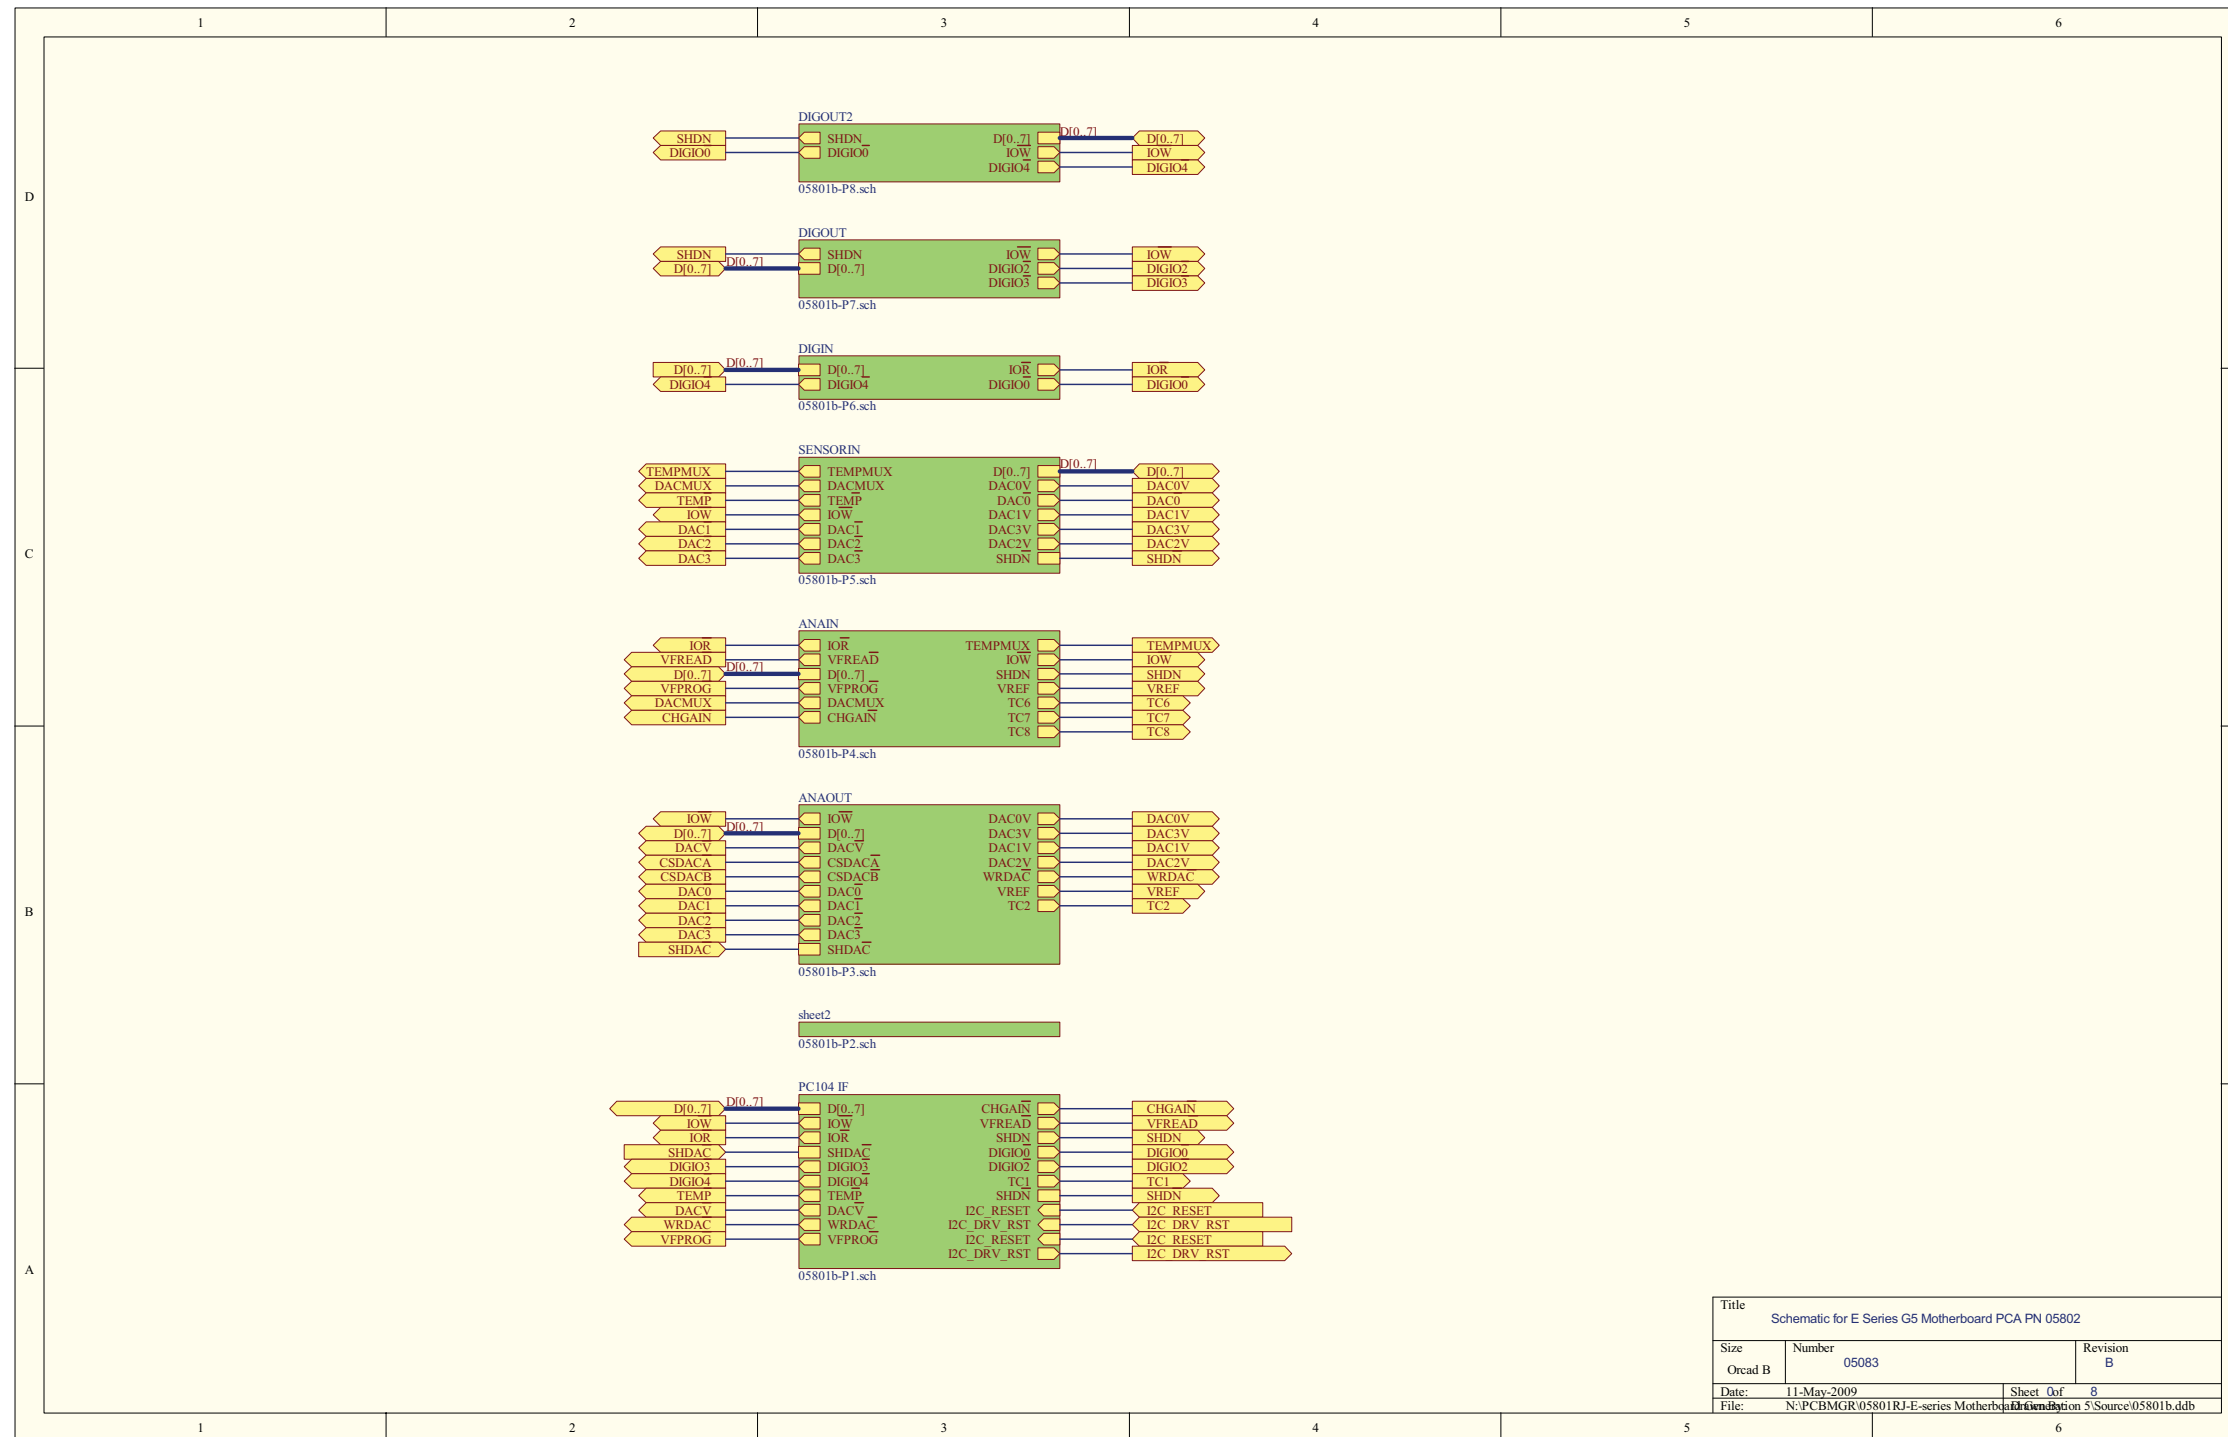 1 2 3 4 5 6
D
C
B
A
DIGOUT2
SHDN SHDN D[0..7] D[0..7] D[0..7]
DIGIO0 DIGIO0 IOW IOW
DIGIO4 DIGIO4
05801b-P8.sch
DIGOUT
SHDN SHDN IOW IOW
D[0..7] D[0..7] D[0..7] DIGIO2 DIGIO2
DIGIO3 DIGIO3
05801b-P7.sch
DIGIN
D[0..7] D[0..7] D[0..7] IOR IOR
DIGIO4 DIGIO4 DIGIO0 DIGIO0
05801b-P6.sch
SENSORIN
TEMPMUX TEMPMUX D[0..7] D[0..7] D[0..7]
DACMUX DACMUX DAC0V DAC0V
TEMP TEMP DAC0 DAC0
IOW IOW DAC1V DAC1V
DAC1 DAC1 DAC3V DAC3V
DAC2 DAC2 DAC2V DAC2V
DAC3 DAC3 SHDN SHDN
05801b-P5.sch
ANAIN
IOR IOR TEMPMUX TEMPMUX
VFREAD VFREAD IOW IOW
D[0..7] D[0..7] D[0..7] SHDN SHDN
VFPROG VFPROG VREF VREF
DACMUX DACMUX TC6 TC6
CHGAIN CHGAIN TC7 TC7
TC8 TC8
05801b-P4.sch
ANAOUT
IOW IOW DAC0V DAC0V
D[0..7] D[0..7] D[0..7] DAC3V DAC3V
DACV DACV DAC1V DAC1V
CSDACA CSDACA DAC2V DAC2V
CSDACB CSDACB WRDAC WRDAC
DAC0 DAC0 VREF VREF
DAC1 DAC1 TC2 TC2
DAC2 DAC2
DAC3 DAC3
SHDAC SHDAC
05801b-P3.sch
sheet2
05801b-P2.sch
PC104 IF
D[0..7] D[0..7] D[0..7] CHGAIN CHGAIN
IOW IOW VFREAD VFREAD
IOR IOR SHDN SHDN
SHDAC SHDAC DIGIO0 DIGIO0
DIGIO3 DIGIO3 DIGIO2 DIGIO2
DIGIO4 DIGIO4 TC1 TC1
TEMP TEMP SHDN SHDN
DACV DACV I2C_RESET I2C_RESET
WRDAC WRDAC I2C_DRV_RST I2C_DRV_RST
VFPROG VFPROG I2C_RESET I2C_RESET
I2C_DRV_RST I2C_DRV_RST
05801b-P1.sch
Title
Schematic for E Series G5 Motherboard PCA PN 05802
Size Number Revision
Orcad B 05083 B
Date: 11-May-2009 Sheet 0 of 8
File: N:\PCBMGR\05801RJ-E-series Motherboard Generation 5\Source\05801b.ddb Drawn By:
1 2 3 4 5 6